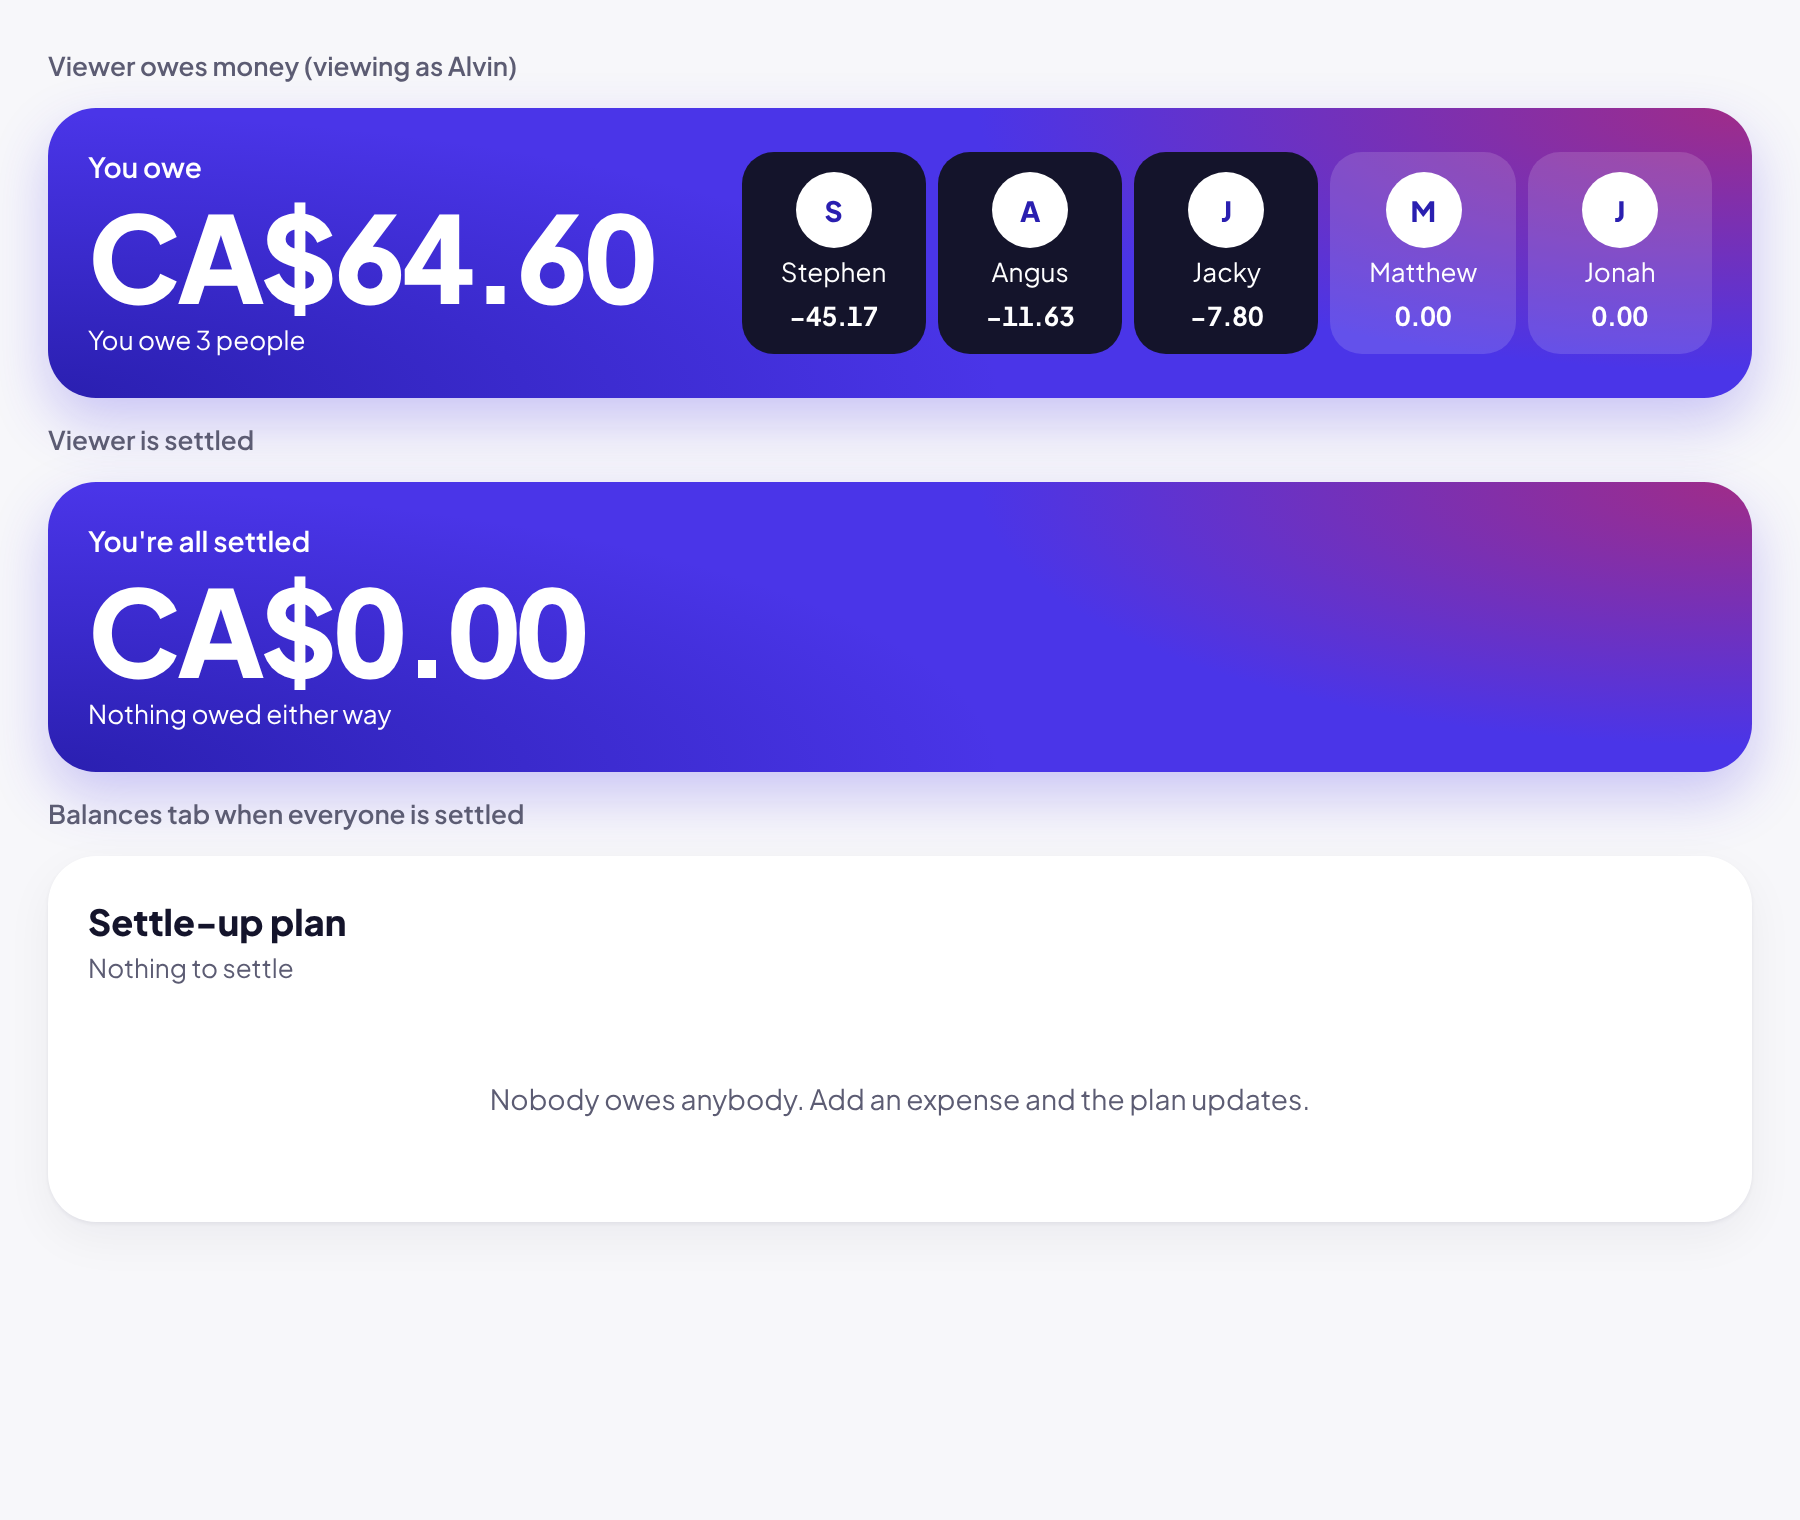 Viewer owes money (viewing as Alvin)
You owe
CA$64.60
You owe 3 people
S
Stephen
-45.17
A
Angus
-11.63
J
Jacky
-7.80
M
Matthew
0.00
J
Jonah
0.00
Viewer is settled
You're all settled
CA$0.00
Nothing owed either way
Balances tab when everyone is settled
Settle-up plan
Nothing to settle
Nobody owes anybody. Add an expense and the plan updates.